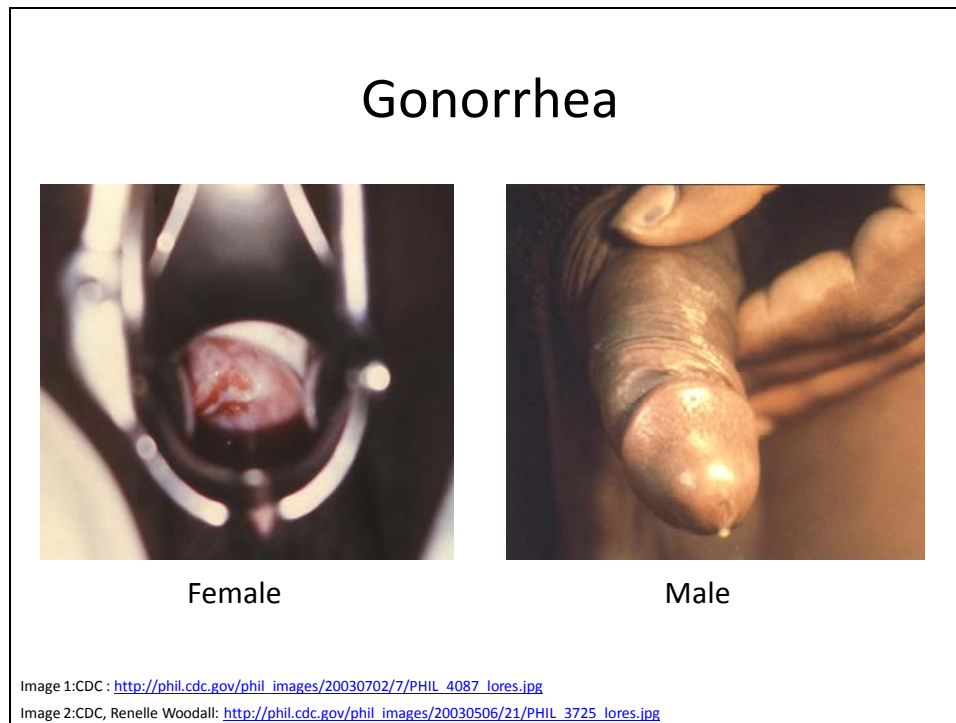 Gonorrhea
Female
Male
Image 1:CDC : http://phil.cdc.gov/phil_images/20030702/7/PHIL_4087_lores.jpg
Image 2:CDC, Renelle Woodall: http://phil.cdc.gov/phil_images/20030506/21/PHIL_3725_lores.jpg